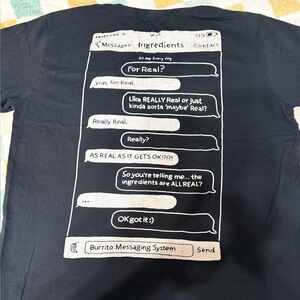 51%
Messages Ingredients Contact
All day Every day
For Real?
Yeah, for Real.
Like REALLY Real or just
kinda sorta 'maybe' Real?
Really Real.
Really?
AS REAL AS IT GETS OK?!?!
So you're telling me... the
ingredients are ALL REAL?
...
OK got it :)
Burrito Messaging System Send